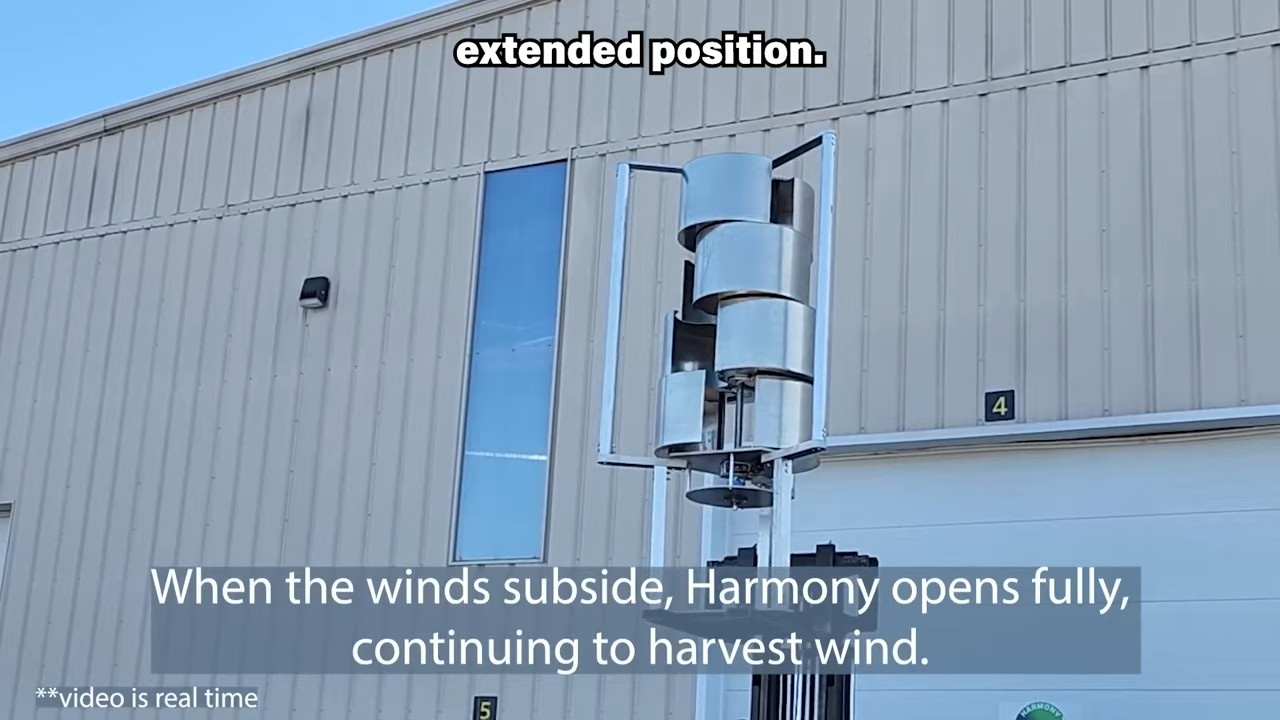 extended position.
4
When the winds subside, Harmony opens fully,
continuing to harvest wind.
**video is real time
5
HARMONY